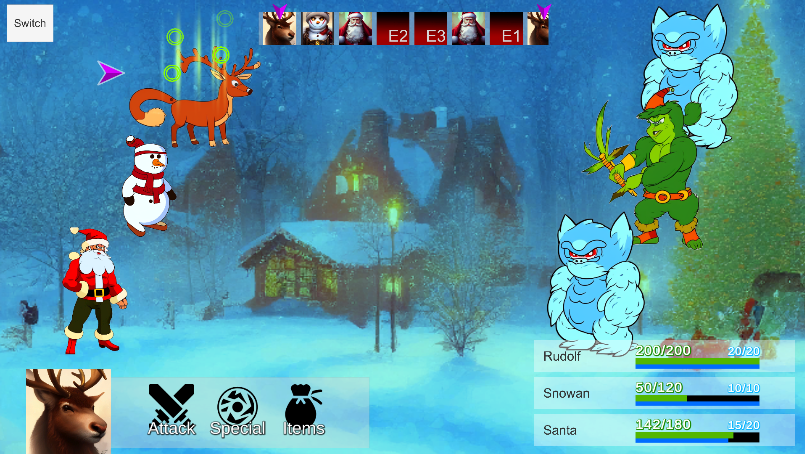 Switch
E2 E3 E1
Rudolf 200/200 20/20
Snowan 50/120 10/10
Santa 142/180 15/20
Attack Special Items